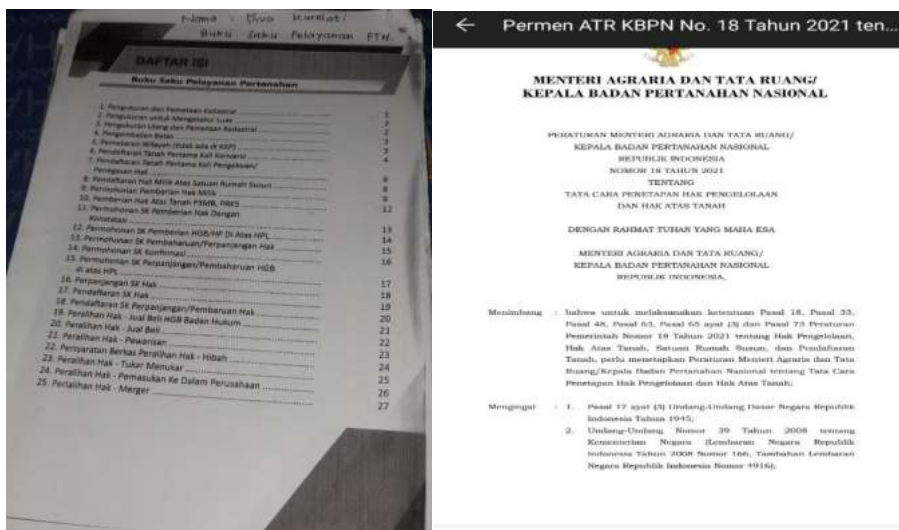 Nama : Diva Kurniati
Buku Saku Pelayanan PTH.
DAFTAR ISI
Buku Saku Pelayanan Pertanahan
1. Pengukuran dan Pemetaan Kadastral 1
2. Pengukuran untuk Mengetahui Luas 2
3. Pengukuran Ulang dan Pemetaan Kadastral 2
4. Pengembalian Batas 3
5. Pemekaran Wilayah (tidak ada di KKP) 3
6. Pendaftaran Tanah Pertama Kali Konversi 4
7. Pendaftaran Tanah Pertama Kali Pengakuan/
Penegasan Hak 6
8. Pendaftaran Hak Milik Atas Satuan Rumah Susun 8
9. Permohonan Pemberian Hak Milik 9
10. Pemberian Hak Atas Tanah P3MB, PRK5 12
11. Permohonan SK Pemberian Hak Dengan
Konstatasi 13
12. Permohonan SK Pemberian HGB/HP Di Atas HPL 14
13. Permohonan SK Pembaharuan/Perpanjangan Hak 15
14. Permohonan SK Konfirmasi 16
15. Permohonan SK Perpanjangan/Pembaharuan HGB
di atas HPL 17
16. Perpanjangan SK Hak 18
17. Pendaftaran SK Hak 19
18. Pendaftaran SK Perpanjangan/Pembaruan Hak 20
19. Peralihan Hak - Jual Beli HGB Badan Hukum 21
20. Peralihan Hak - Jual Beli 22
21. Peralihan Hak - Pewarisan 23
22. Persyaratan Berkas Peralihan Hak - Hibah 24
23. Peralihan Hak - Tukar Menukar 25
24. Peralihan Hak - Pemasukan Ke Dalam Perusahaan 26
25. Perlalihan Hak - Merger 27
← Permen ATR KBPN No. 18 Tahun 2021 ten...
MENTERI AGRARIA DAN TATA RUANG/
KEPALA BADAN PERTANAHAN NASIONAL
PERATURAN MENTERI AGRARIA DAN TATA RUANG/
KEPALA BADAN PERTANAHAN NASIONAL
REPUBLIK INDONESIA
NOMOR 18 TAHUN 2021
TENTANG
TATA CARA PENETAPAN HAK PENGELOLAAN
DAN HAK ATAS TANAH
DENGAN RAHMAT TUHAN YANG MAHA ESA
MENTERI AGRARIA DAN TATA RUANG/
KEPALA BADAN PERTANAHAN NASIONAL
REPUBLIK INDONESIA,
Menimbang : bahwa untuk melaksanakan ketentuan Pasal 18, Pasal 33,
Pasal 48, Pasal 63, Pasal 65 ayat (3) dan Pasal 73 Peraturan
Pemerintah Nomor 18 Tahun 2021 tentang Hak Pengelolaan,
Hak Atas Tanah, Satuan Rumah Susun, dan Pendaftaran
Tanah, perlu menetapkan Peraturan Menteri Agraria dan Tata
Ruang/Kepala Badan Pertanahan Nasional tentang Tata Cara
Penetapan Hak Pengelolaan dan Hak Atas Tanah;
Mengingat : 1. Pasal 17 ayat (3) Undang-Undang Dasar Negara Republik
Indonesia Tahun 1945;
2. Undang-Undang Nomor 39 Tahun 2008 tentang
Kementerian Negara (Lembaran Negara Republik
Indonesia Tahun 2008 Nomor 166, Tambahan Lembaran
Negara Republik Indonesia Nomor 4916);